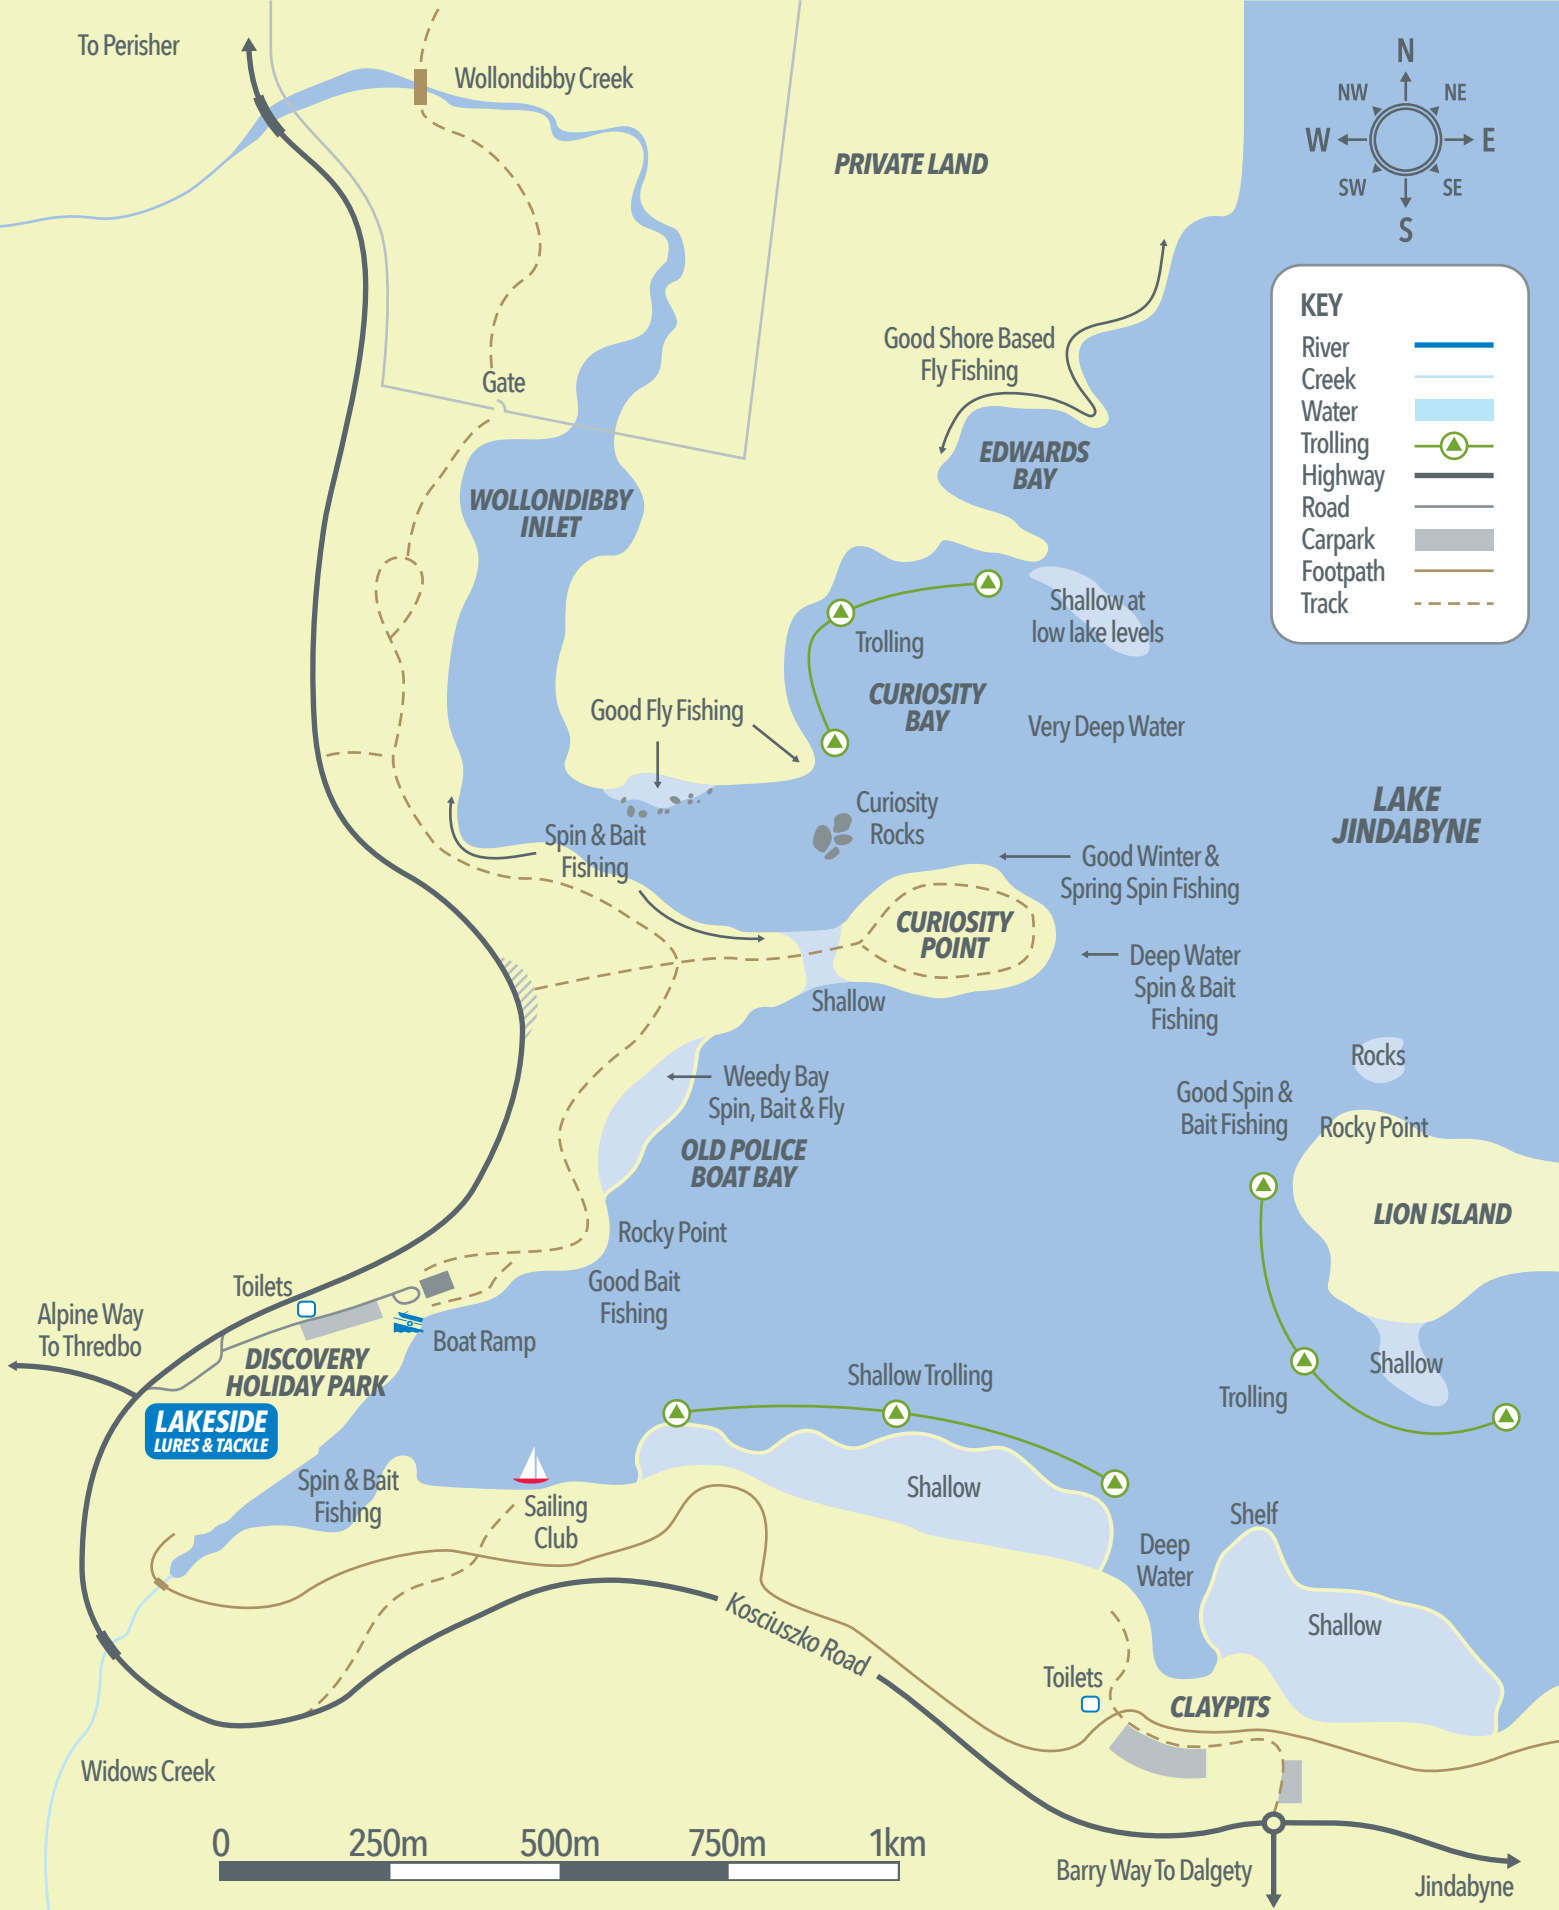 To Perisher
Wollondibby Creek
PRIVATE LAND
N
NW
NE
W
E
SW
SE
S
KEY
River
Creek
Water
Trolling
Highway
Road
Carpark
Footpath
Track
Good Shore Based
Fly Fishing
Gate
EDWARDS
BAY
WOLLONDIBBY
INLET
Shallow at
low lake levels
Trolling
CURIOSITY
BAY
Good Fly Fishing
Very Deep Water
LAKE
JINDABYNE
Curiosity
Rocks
Spin & Bait
Fishing
Good Winter &
Spring Spin Fishing
CURIOSITY
POINT
Deep Water
Spin & Bait
Fishing
Shallow
Rocks
Weedy Bay
Spin, Bait & Fly
Good Spin &
Bait Fishing
Rocky Point
OLD POLICE
BOAT BAY
LION ISLAND
Rocky Point
Good Bait
Fishing
Toilets
Alpine Way
To Thredbo
Boat Ramp
DISCOVERY
HOLIDAY PARK
Shallow
Shallow Trolling
Trolling
LAKESIDE
LURES & TACKLE
Spin & Bait
Fishing
Sailing
Club
Shallow
Shelf
Deep
Water
Shallow
Kosciuszko Road
Toilets
CLAYPITS
Widows Creek
0
250m
500m
750m
1km
Barry Way To Dalgety
Jindabyne